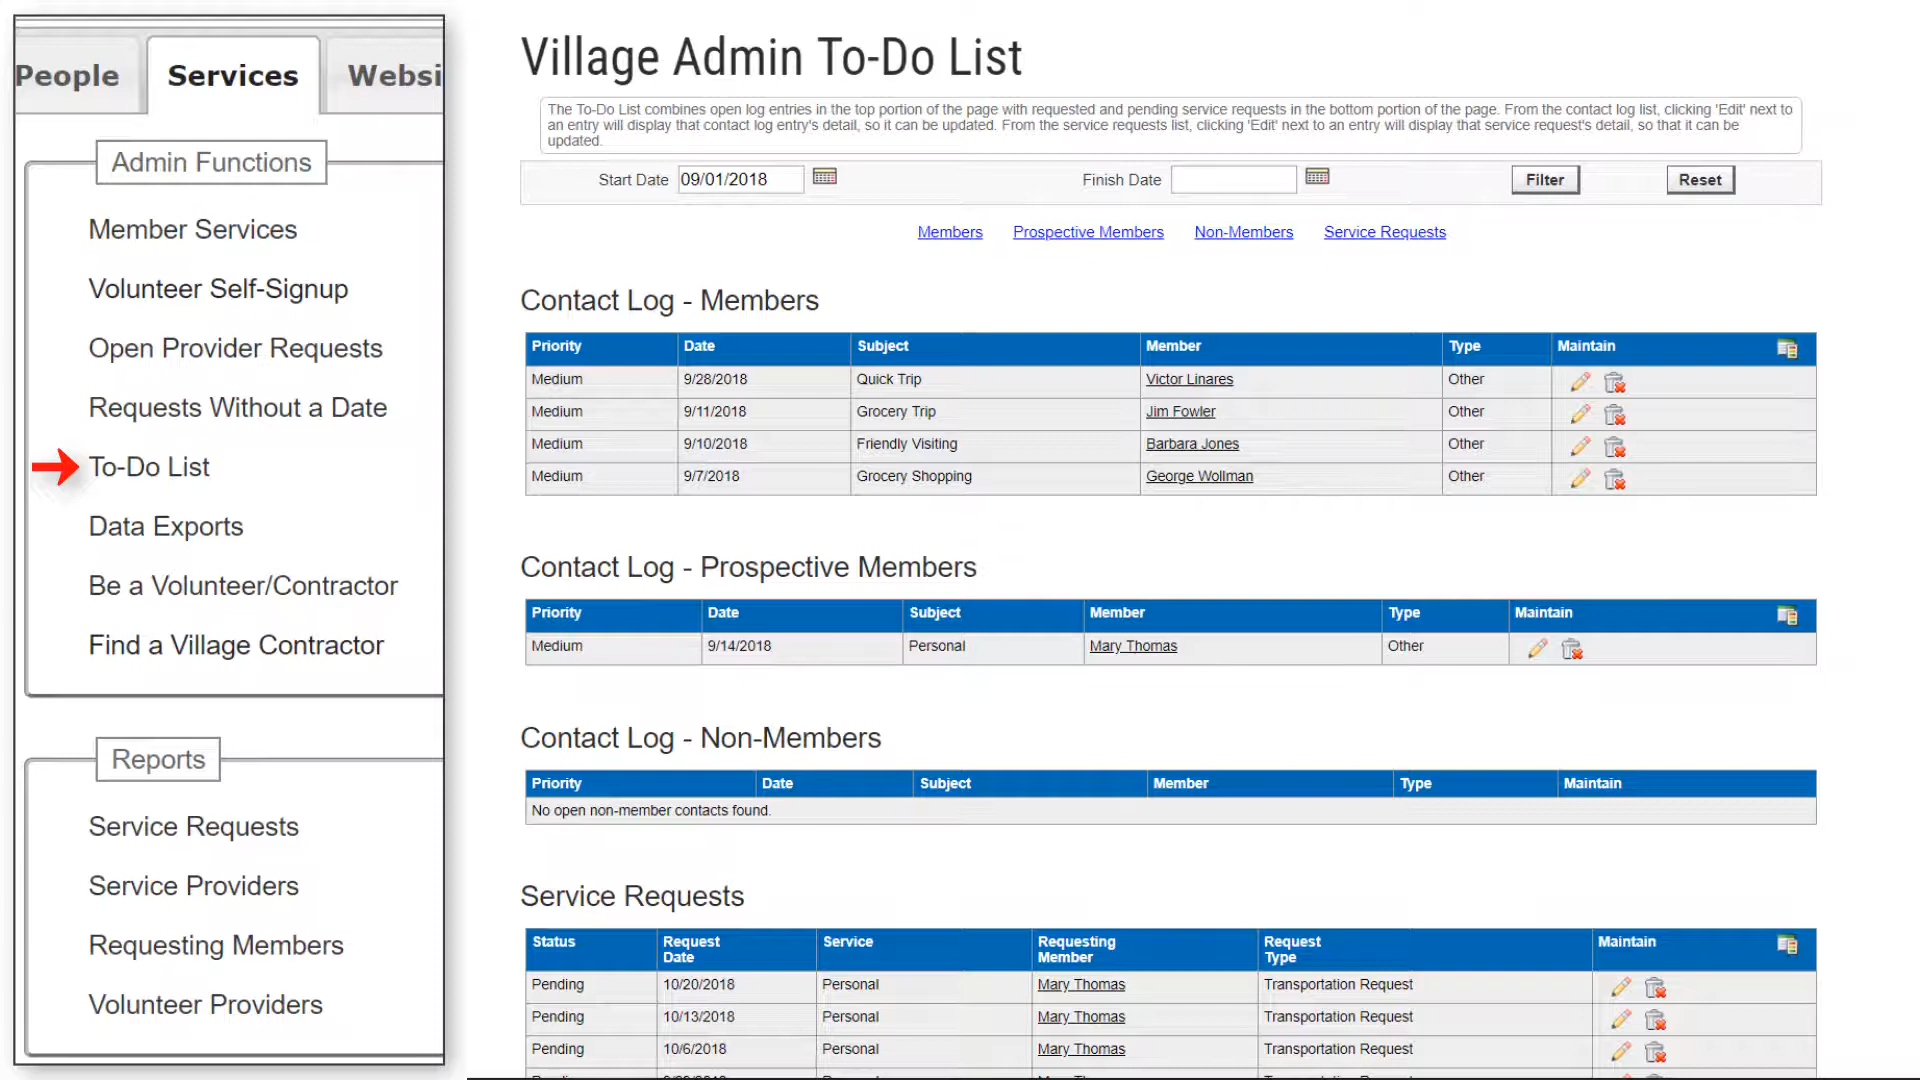 People
Services
Websi
Admin Functions
Member Services
Volunteer Self-Signup
Open Provider Requests
Requests Without a Date
To-Do List
Data Exports
Be a Volunteer/Contractor
Find a Village Contractor
Reports
Service Requests
Service Providers
Requesting Members
Volunteer Providers
Village Admin To-Do List
The To-Do List combines open log entries in the top portion of the page with requested and pending service requests in the bottom portion of the page. From the contact log list, clicking 'Edit' next to
an entry will display that contact log entry's detail, so it can be updated. From the service requests list, clicking 'Edit' next to an entry will display that service request's detail, so that it can be
updated.
Start Date 09/01/2018 Finish Date Filter Reset
Members Prospective Members Non-Members Service Requests
Contact Log - Members
Priority Date Subject Member Type Maintain
Medium 9/28/2018 Quick Trip Victor Linares Other
Medium 9/11/2018 Grocery Trip Jim Fowler Other
Medium 9/10/2018 Friendly Visiting Barbara Jones Other
Medium 9/7/2018 Grocery Shopping George Wollman Other
Contact Log - Prospective Members
Priority Date Subject Member Type Maintain
Medium 9/14/2018 Personal Mary Thomas Other
Contact Log - Non-Members
Priority Date Subject Member Type Maintain
No open non-member contacts found.
Service Requests
Status Request Date Service Requesting Member Request Type Maintain
Pending 10/20/2018 Personal Mary Thomas Transportation Request
Pending 10/13/2018 Personal Mary Thomas Transportation Request
Pending 10/6/2018 Personal Mary Thomas Transportation Request